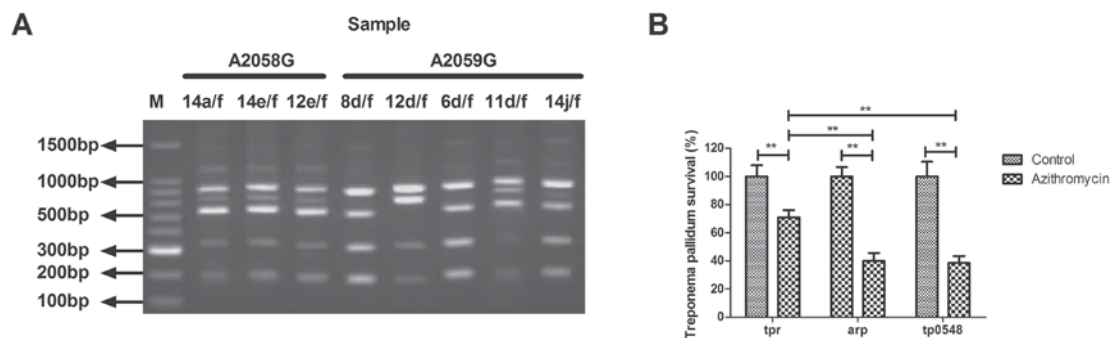 A
Sample
A2058G A2059G
M 14a/f 14e/f 12e/f 8d/f 12d/f 6d/f 11d/f 14j/f
1500bp
1000bp
500bp
300bp
200bp
100bp
B
Treponema pallidum survival (%)
120
100
80
60
40
20
0
**
**
** ** **
tpr arp tp0548
Control
Azithromycin